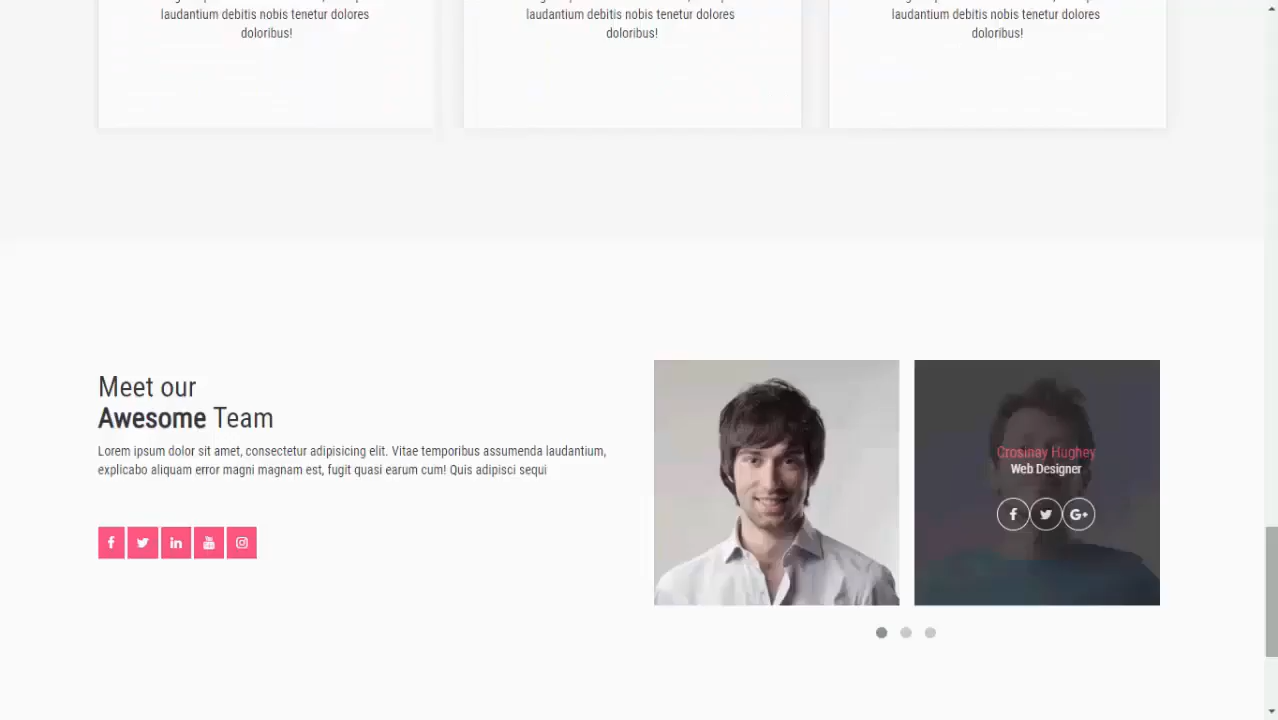 laudantium debitis nobis tenetur dolores
doloribus!
laudantium debitis nobis tenetur dolores
doloribus!
laudantium debitis nobis tenetur dolores
doloribus!
Meet our
Awesome Team
Lorem ipsum dolor sit amet, consectetur adipisicing elit. Vitae temporibus assumenda laudantium,
explicabo aliquam error magni magnam est, fugit quasi earum cum! Quis adipisci sequi
Crosinay Hughey
Web Designer